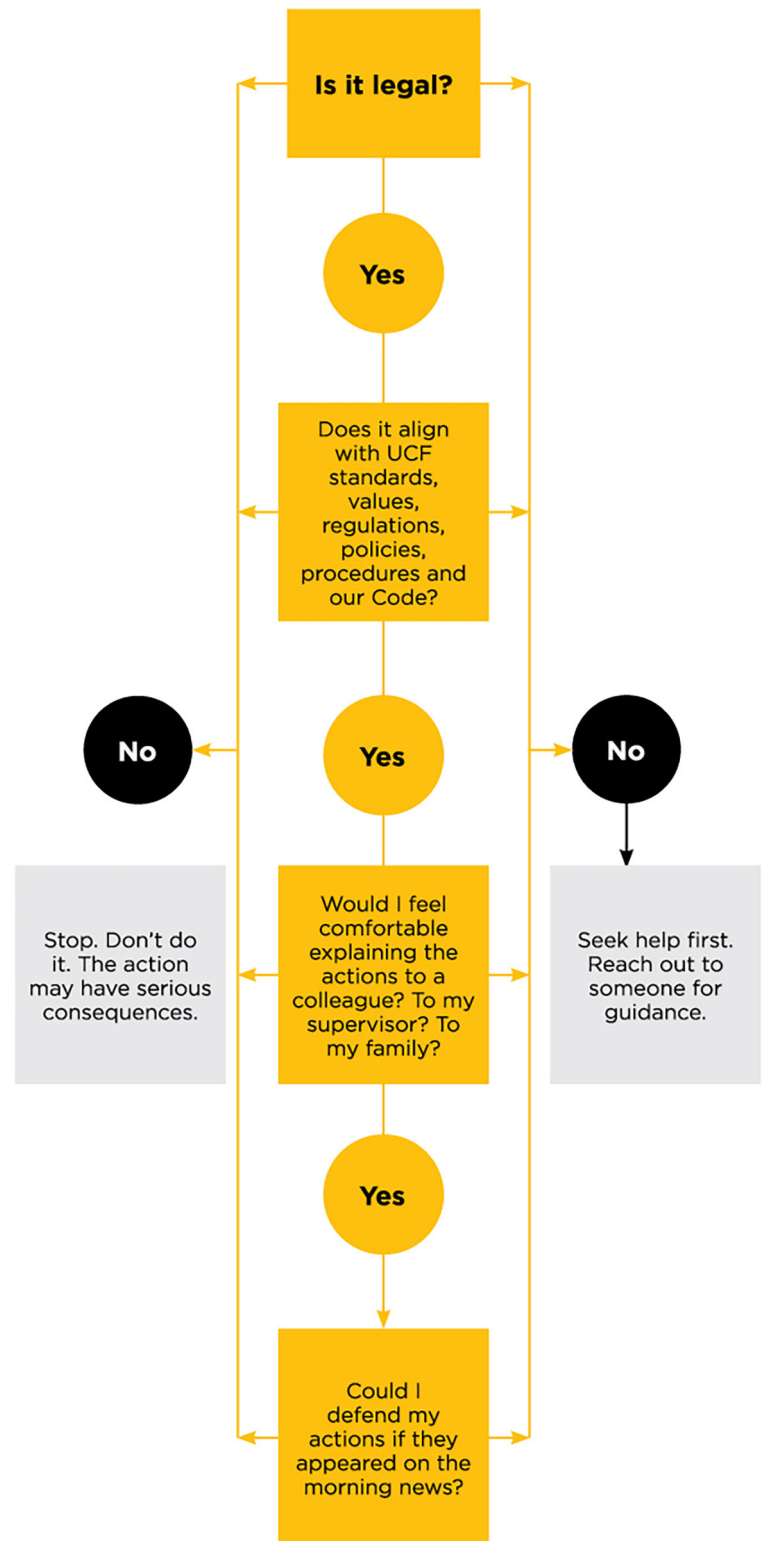 Is it legal?
Yes
Does it align
with UCF
standards,
values,
regulations,
policies,
procedures and
our Code?
No
Yes
No
Stop. Don’t do
it. The action
may have serious
consequences.
Would I feel
comfortable
explaining the
actions to a
colleague? To my
supervisor? To
my family?
Seek help first.
Reach out to
someone for
guidance.
Yes
Could I
defend my
actions if they
appeared on the
morning news?